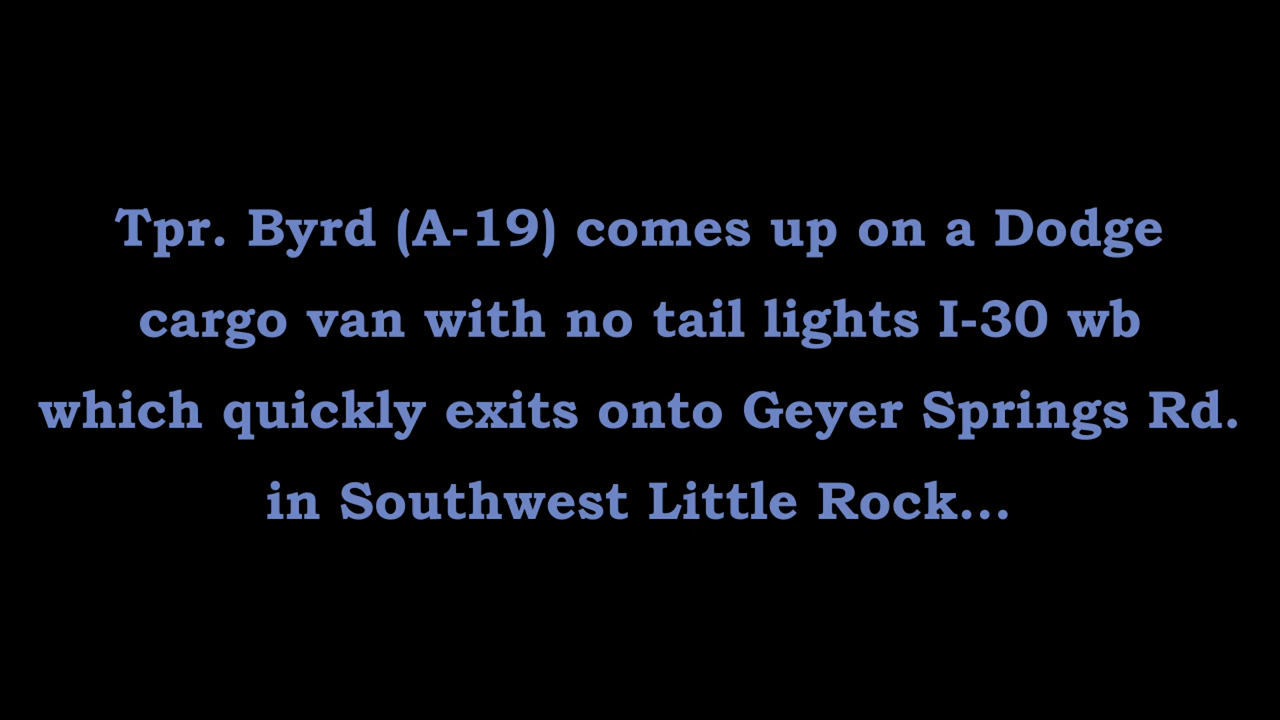 Tpr. Byrd (A-19) comes up on a Dodge
cargo van with no tail lights I-30 wb
which quickly exits onto Geyer Springs Rd.
in Southwest Little Rock...